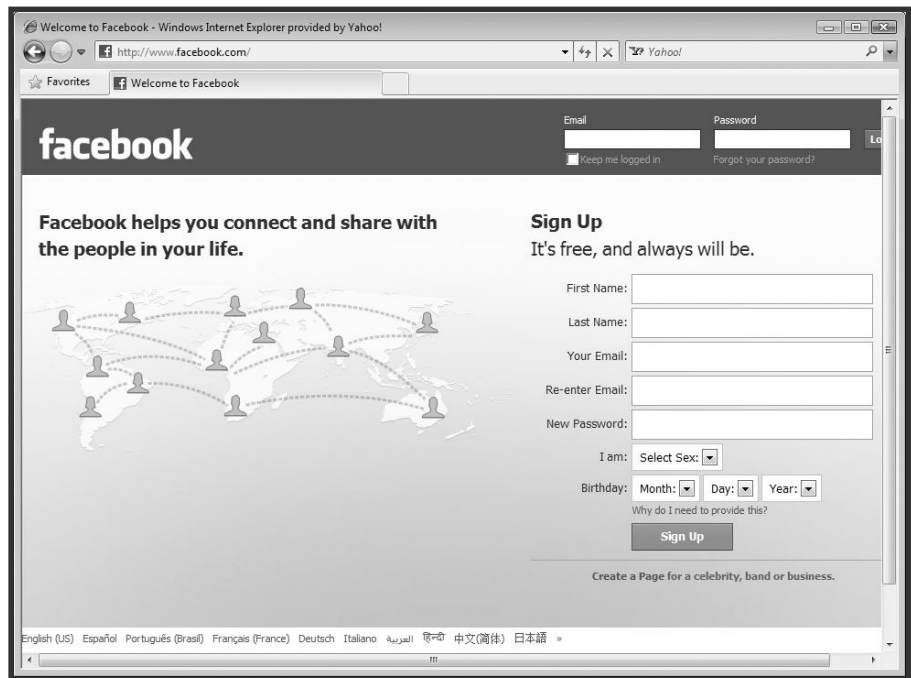 Welcome to Facebook - Windows Internet Explorer provided by Yahoo!
http://www.facebook.com/
Yahoo!
Favorites
Welcome to Facebook
facebook
Email
Password
Lo
Keep me logged in
Forgot your password?
Facebook helps you connect and share with
the people in your life.
Sign Up
It's free, and always will be.
First Name:
Last Name:
Your Email:
Re-enter Email:
New Password:
I am: Select Sex:
Birthday: Month: Day: Year:
Why do I need to provide this?
Sign Up
Create a Page for a celebrity, band or business.
English (US) Español Português (Brasil) Français (France) Deutsch Italiano العربية हिन्दी 中文(简体) 日本語 »